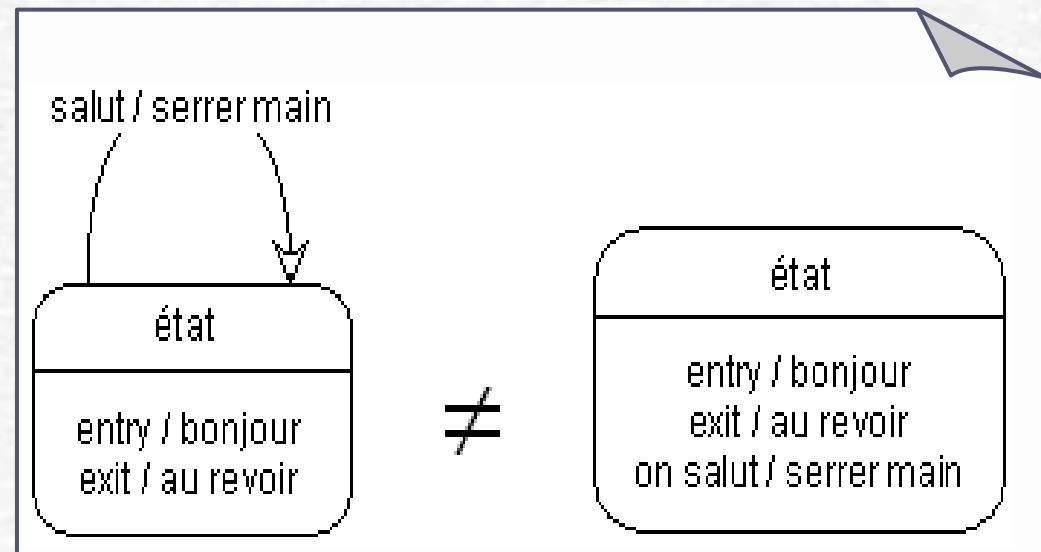 salut / serrer main
état
entry / bonjour
exit / au revoir
≠
état
entry / bonjour
exit / au revoir
on salut / serrer main